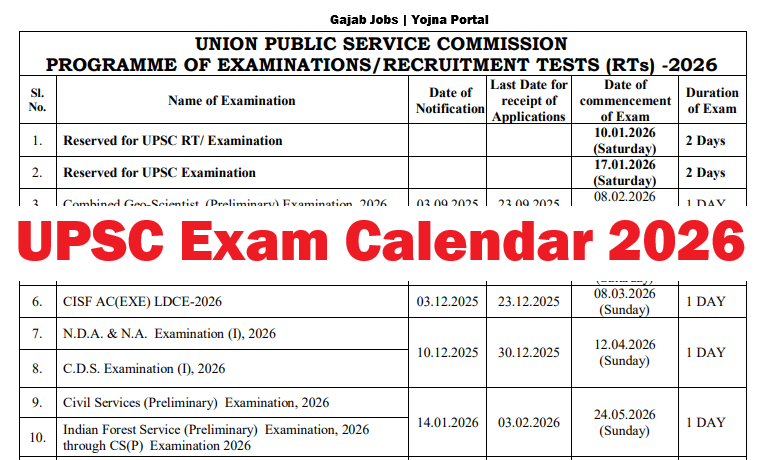 Gajab Jobs | Yojna Portal
UNION PUBLIC SERVICE COMMISSION
PROGRAMME OF EXAMINATIONS/RECRUITMENT TESTS (RTs) -2026
Sl. No. Name of Examination Date of Notification Last Date for receipt of Applications Date of commencement of Exam Duration of Exam
1. Reserved for UPSC RT/ Examination 10.01.2026 (Saturday) 2 Days
2. Reserved for UPSC Examination 17.01.2026 (Saturday) 2 Days
3. Combined Geo-Scientist (Preliminary) Examination, 2026 03.09.2025 23.09.2025 08.02.2026 1 DAY
UPSC Exam Calendar 2026
6. CISF AC(EXE) LDCE-2026 03.12.2025 23.12.2025 08.03.2026 (Sunday) 1 DAY
7. N.D.A. & N.A. Examination (I), 2026 10.12.2025 30.12.2025 12.04.2026 (Sunday) 1 DAY
8. C.D.S. Examination (I), 2026
9. Civil Services (Preliminary) Examination, 2026 14.01.2026 03.02.2026 24.05.2026 (Sunday) 1 DAY
10. Indian Forest Service (Preliminary) Examination, 2026
through CS(P) Examination 2026